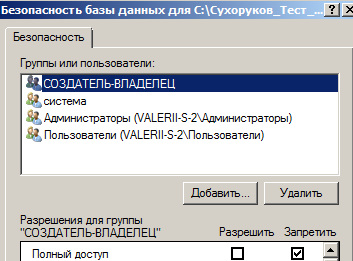 Безопасность базы данных для C:\Сухоруков_Тест_...
Безопасность
Группы или пользователи:
СОЗДАТЕЛЬ-ВЛАДЕЛЕЦ
система
Администраторы (VALERII-S-2\Администраторы)
Пользователи (VALERII-S-2\Пользователи)
Добавить... Удалить
Разрешения для группы
"СОЗДАТЕЛЬ-ВЛАДЕЛЕЦ" Разрешить Запретить
Полный доступ